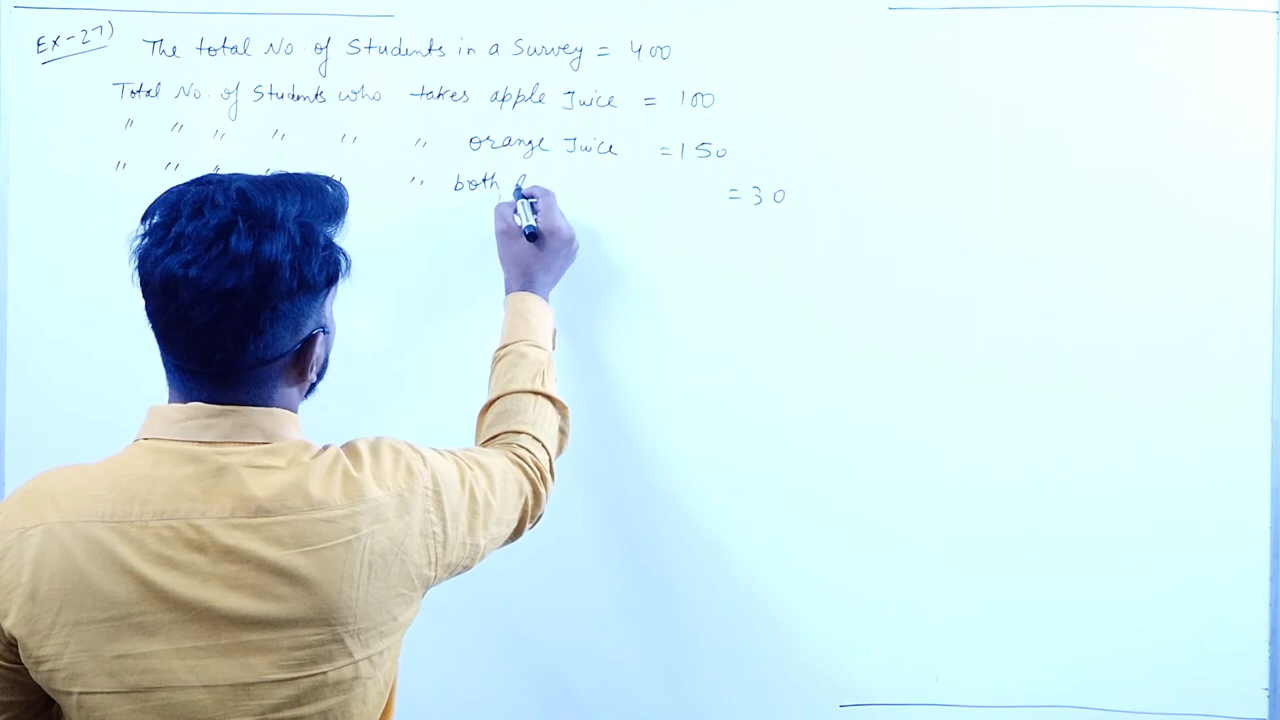 Ex-27) The total No. of Students in a Survey = 400
Total No. of Students who takes apple Juice = 100
" " " " " " orange Juice = 150
" " " " both = 30